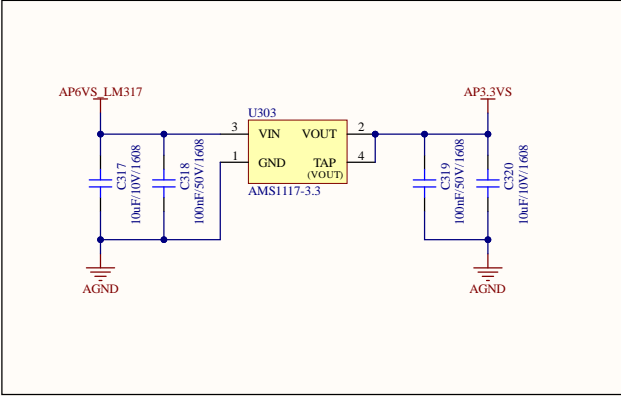 AP6VS_LM317
AP3.3VS
U303
3 VIN VOUT 2
1 GND TAP 4
(VOUT)
AMS1117-3.3
C317
10uF/10V/1608
C318
100nF/50V/1608
C319
100nF/50V/1608
C320
10uF/10V/1608
AGND
AGND